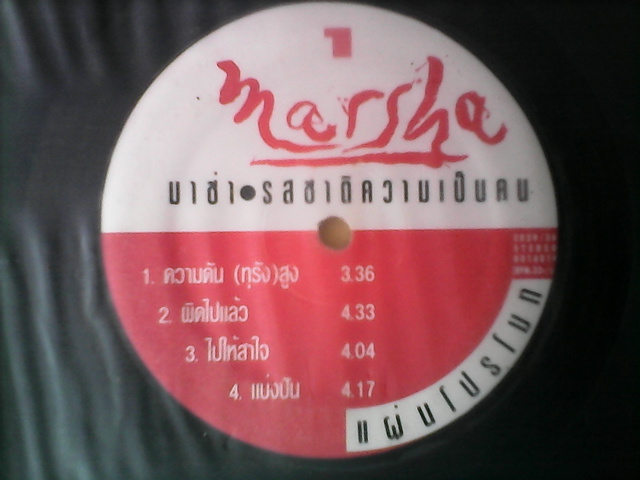 1
marsha
มาช่า●รสชาติความเป็นคน
1. ความดัน (ทุรัง)สูง 3.36
2. ผิดไปแล้ว 4.33
3. ไปให้สาใจ 4.04
4. แบ่งปัน 4.17
แผ่นโปรโมท